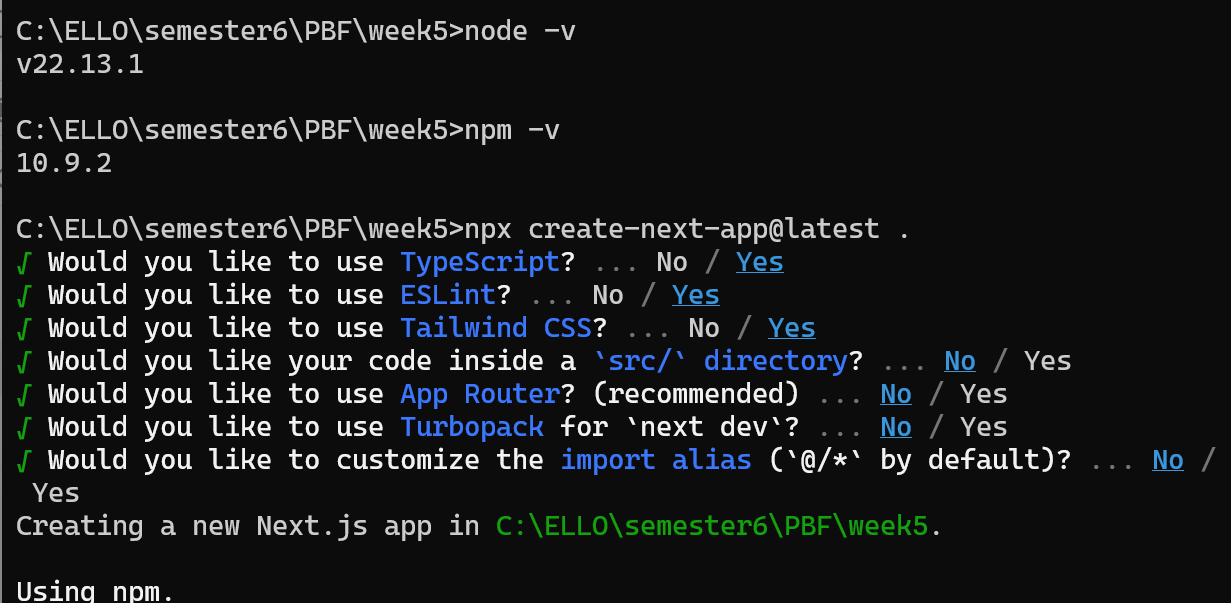 C:\ELLO\semester6\PBF\week5>node -v
v22.13.1
C:\ELLO\semester6\PBF\week5>npm -v
10.9.2
C:\ELLO\semester6\PBF\week5>npx create-next-app@latest .
√ Would you like to use TypeScript? ... No / Yes
√ Would you like to use ESLint? ... No / Yes
√ Would you like to use Tailwind CSS? ... No / Yes
√ Would you like your code inside a `src/` directory? ... No / Yes
√ Would you like to use App Router? (recommended) ... No / Yes
√ Would you like to use Turbopack for `next dev`? ... No / Yes
√ Would you like to customize the import alias (`@/*` by default)? ... No /
Yes
Creating a new Next.js app in C:\ELLO\semester6\PBF\week5.
Using npm.